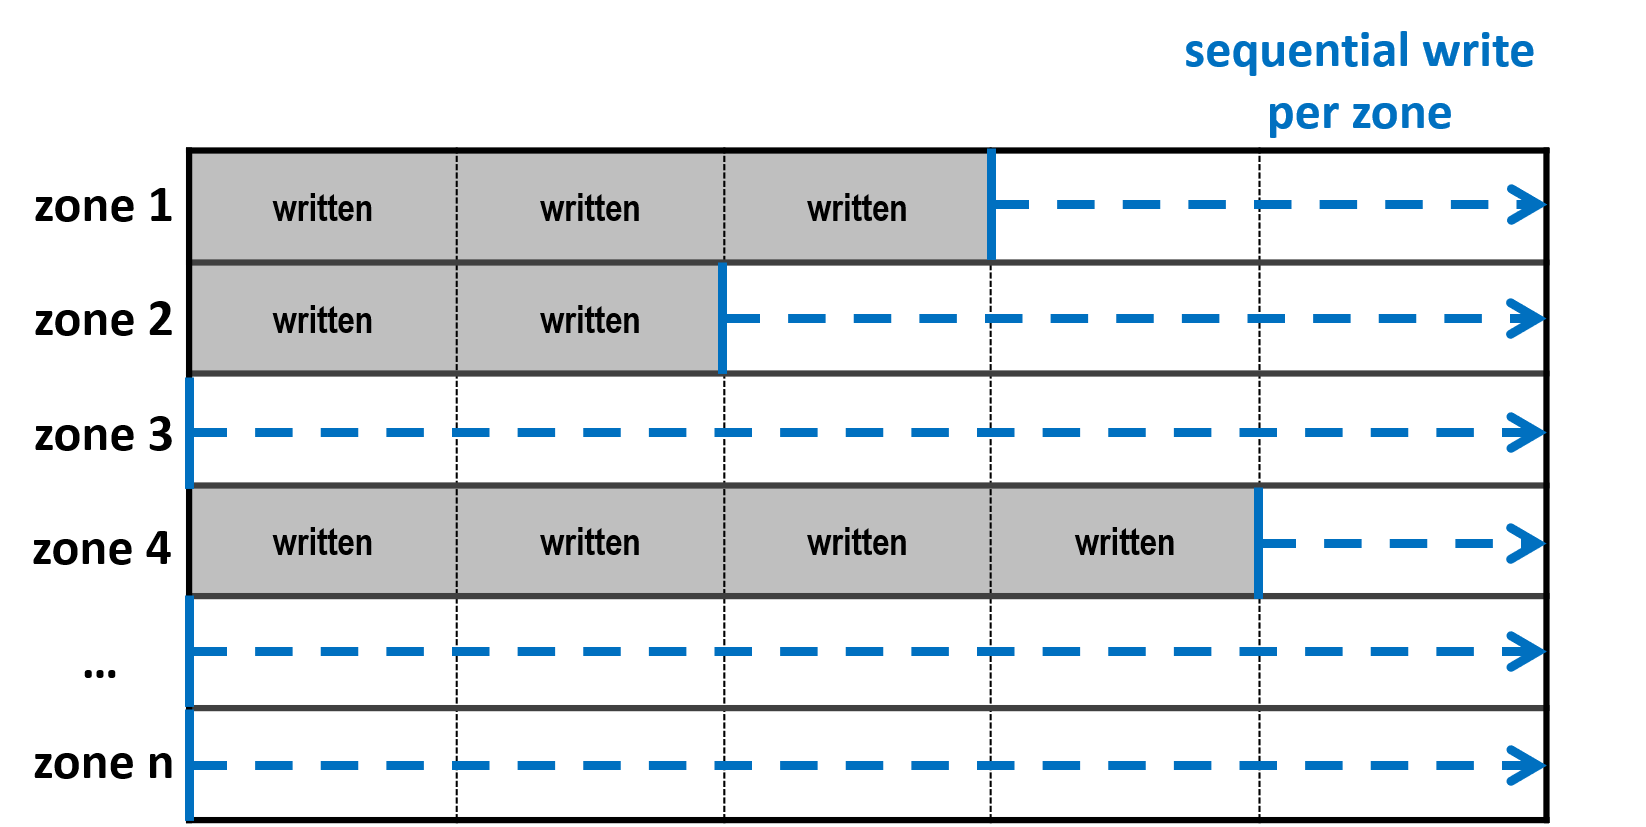 sequential write
per zone
zone 1 written written written
zone 2 written written
zone 3
zone 4 written written written written
...
zone n